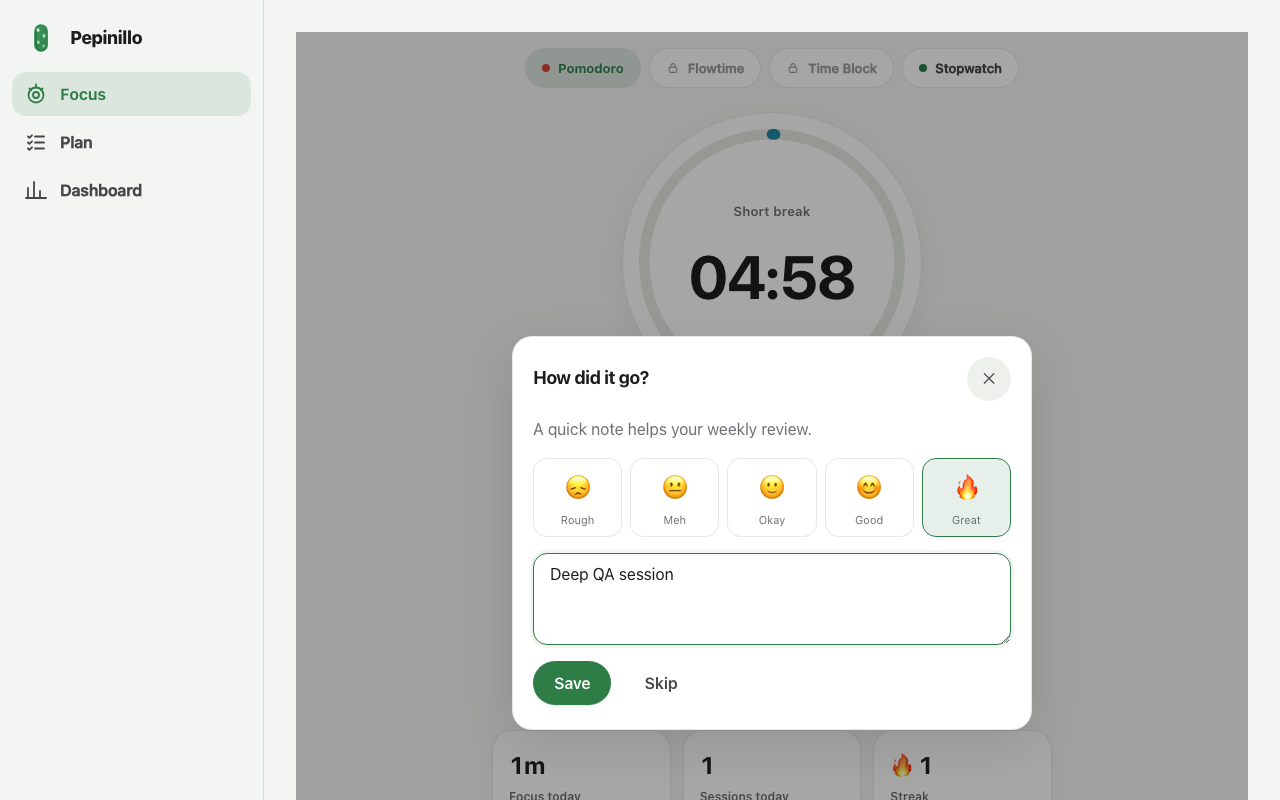 Pepinillo
Focus
Plan
Dashboard
Pomodoro
Flowtime
Time Block
Stopwatch
Short break
04:58
How did it go?
A quick note helps your weekly review.
Rough
Meh
Okay
Good
Great
Deep QA session
Save
Skip
1m
1
1
Focus today
Sessions today
Streak